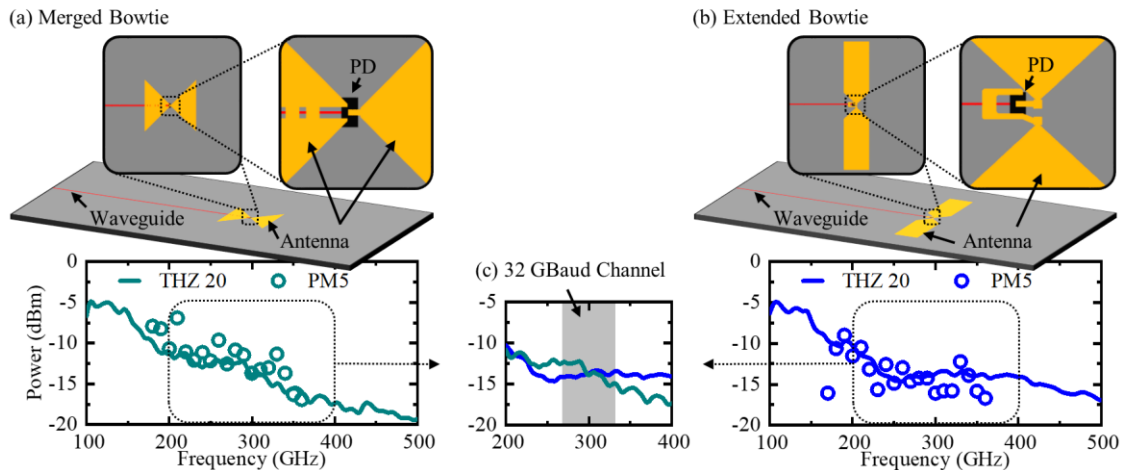 (a) Merged Bowtie
PD
Waveguide
Antenna
0
-5
-10
-15
-20
Power (dBm)
THZ 20
PM5
100
200
300
400
500
Frequency (GHz)
(c) 32 GBaud Channel
-5
-10
-15
-20
200
300
400
(b) Extended Bowtie
PD
Waveguide
Antenna
0
-5
-10
-15
-20
THZ 20
PM5
100
200
300
400
500
Frequency (GHz)